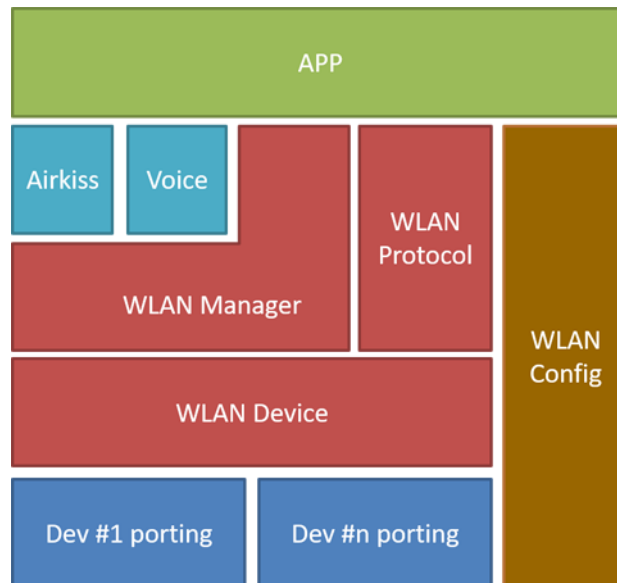 APP
Airkiss
Voice
WLAN
Protocol
WLAN Manager
WLAN
Config
WLAN Device
Dev #1 porting
Dev #n porting